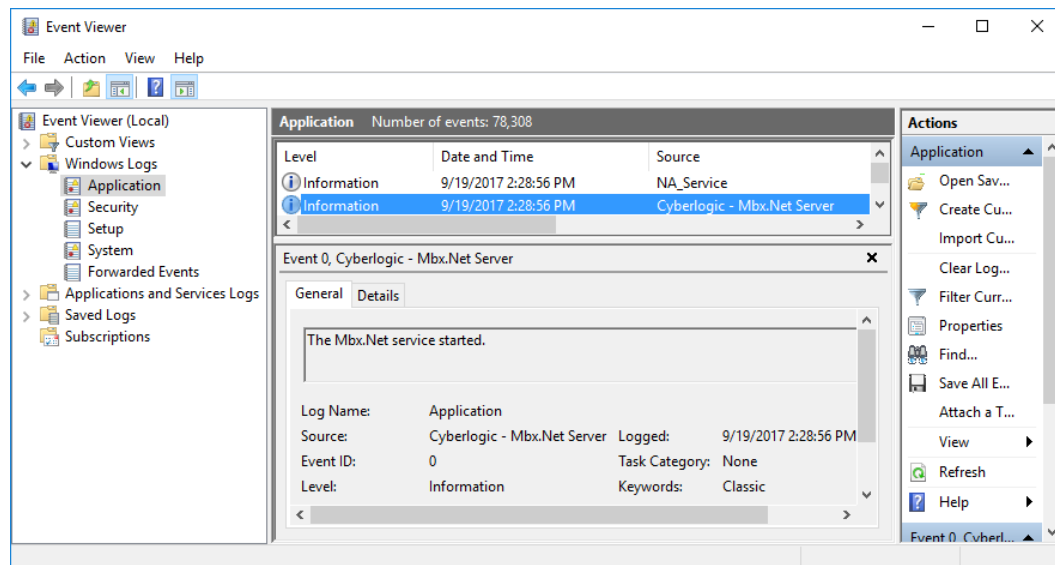 Event Viewer
File Action View Help
Event Viewer (Local)
Custom Views
Windows Logs
Application
Security
Setup
System
Forwarded Events
Applications and Services Logs
Saved Logs
Subscriptions
Application Number of events: 78,308
Level Date and Time Source
Information 9/19/2017 2:28:56 PM NA_Service
Information 9/19/2017 2:28:56 PM Cyberlogic - Mbx.Net Server
Event 0, Cyberlogic - Mbx.Net Server
General Details
The Mbx.Net service started.
Log Name: Application
Source: Cyberlogic - Mbx.Net Server Logged: 9/19/2017 2:28:56 PM
Event ID: 0 Task Category: None
Level: Information Keywords: Classic
Actions
Application
Open Sav...
Create Cu...
Import Cu...
Clear Log...
Filter Curr...
Properties
Find...
Save All E...
Attach a T...
View
Refresh
Help
Event 0, Cyberl...